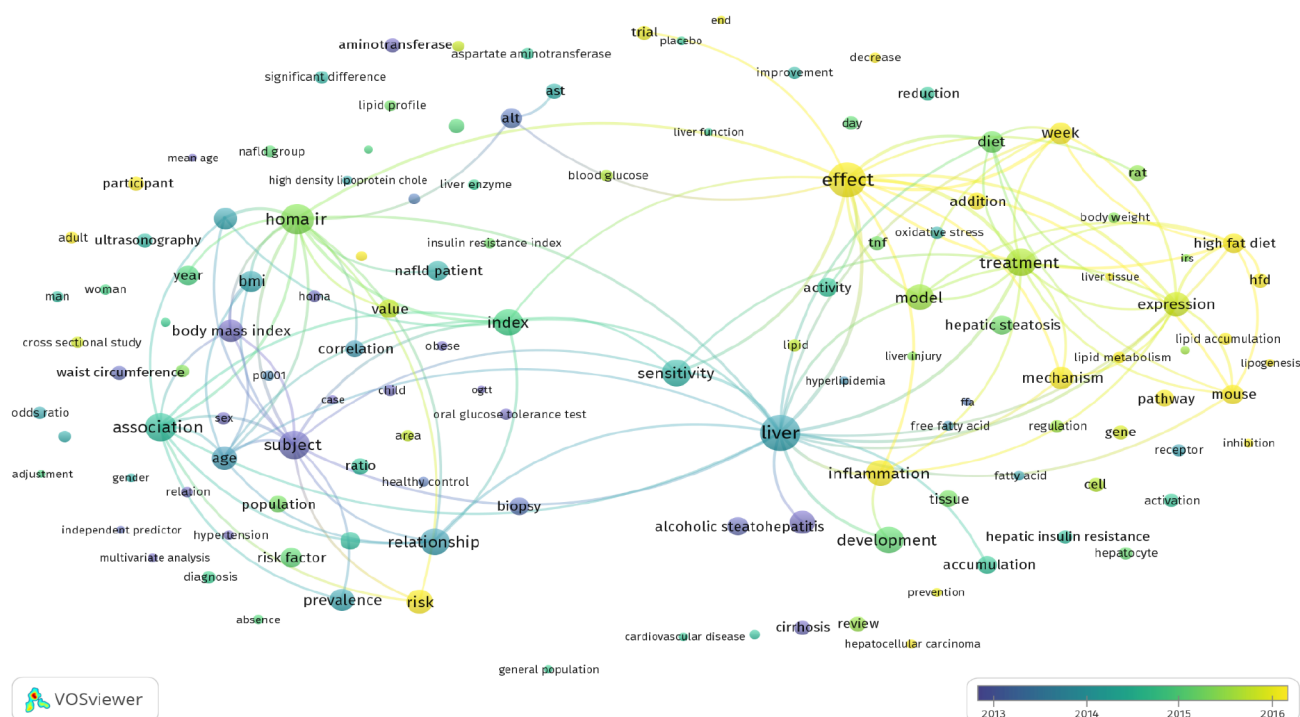 end
trial
placebo
aminotransferase
aspartate aminotransferase
decrease
significant difference
improvement
ast
reduction
lipid profile
alt
day
liver function
week
diet
nafld group
mean age
blood glucose
rat
participant
high density lipoprotein chole
liver enzyme
effect
addition
homa ir
body weight
adult
ultrasonography
insulin resistance index
tnf
oxidative stress
high fat diet
irs
treatment
year
bmi
nafld patient
liver tissue
hfd
woman
man
homa
activity
model
expression
value
index
hepatic steatosis
body mass index
cross sectional study
correlation
obese
lipid
lipid accumulation
liver injury
lipid metabolism
lipogenesis
waist circumference
p0001
sensitivity
hyperlipidemia
mechanism
child
ogtt
case
ffa
pathway
mouse
odds ratio
sex
oral glucose tolerance test
association
free fatty acid
regulation
gene
area
liver
subject
inhibition
receptor
age
ratio
adjustment
gender
healthy control
inflammation
fatty acid
cell
relation
population
biopsy
tissue
activation
independent predictor
hypertension
alcoholic steatohepatitis
relationship
development
hepatic insulin resistance
multivariate analysis
risk factor
hepatocyte
accumulation
diagnosis
prevalence
risk
prevention
absence
cirrhosis
review
cardiovascular disease
hepatocellular carcinoma
general population
VOSviewer
2013
2014
2015
2016